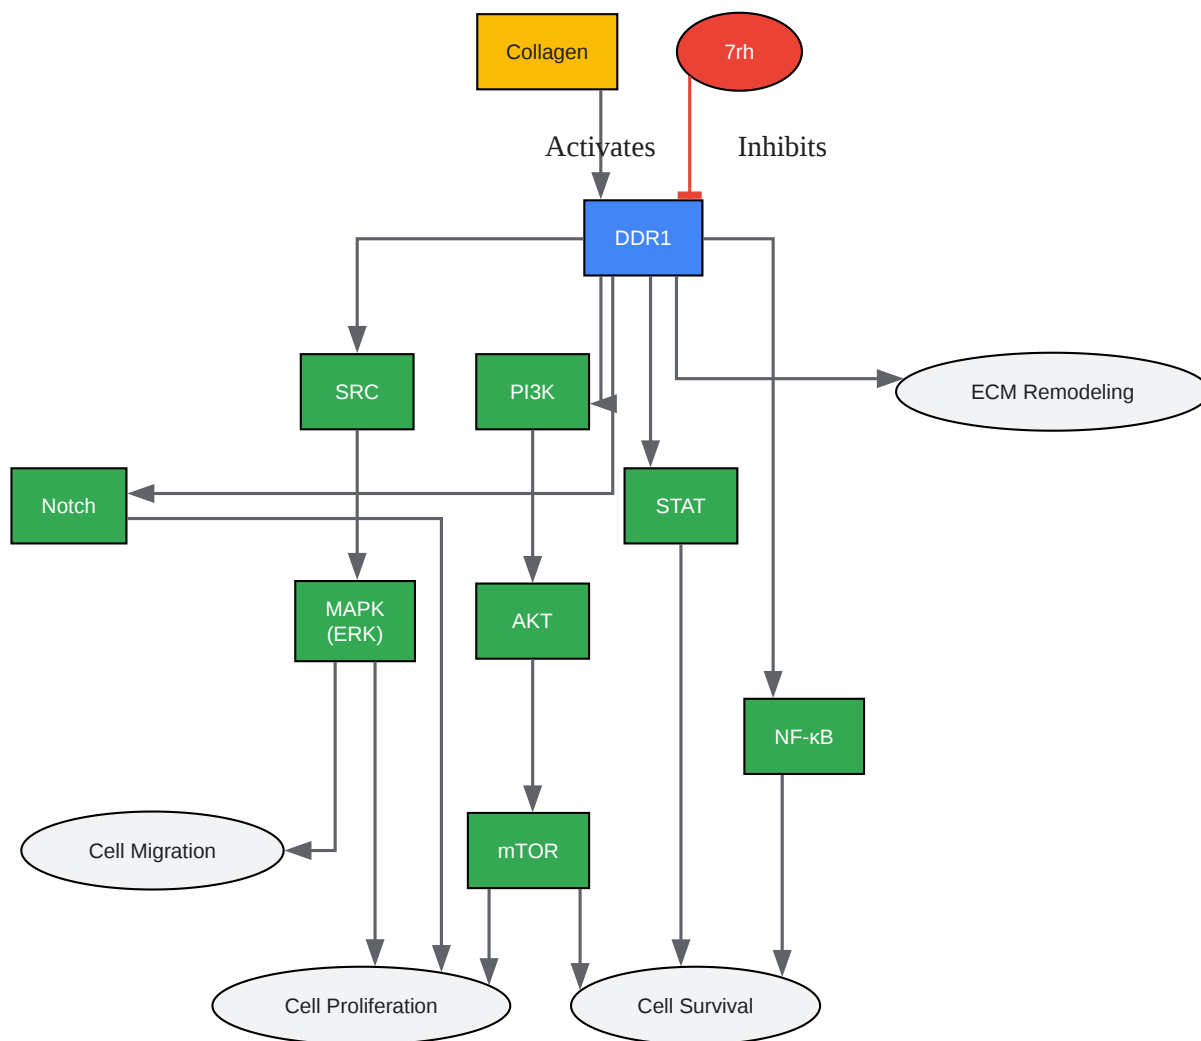 Collagen
7rh
Activates
Inhibits
DDR1
SRC
PI3K
ECM Remodeling
Notch
STAT
MAPK
(ERK)
AKT
NF-κB
Cell Migration
mTOR
Cell Proliferation
Cell Survival